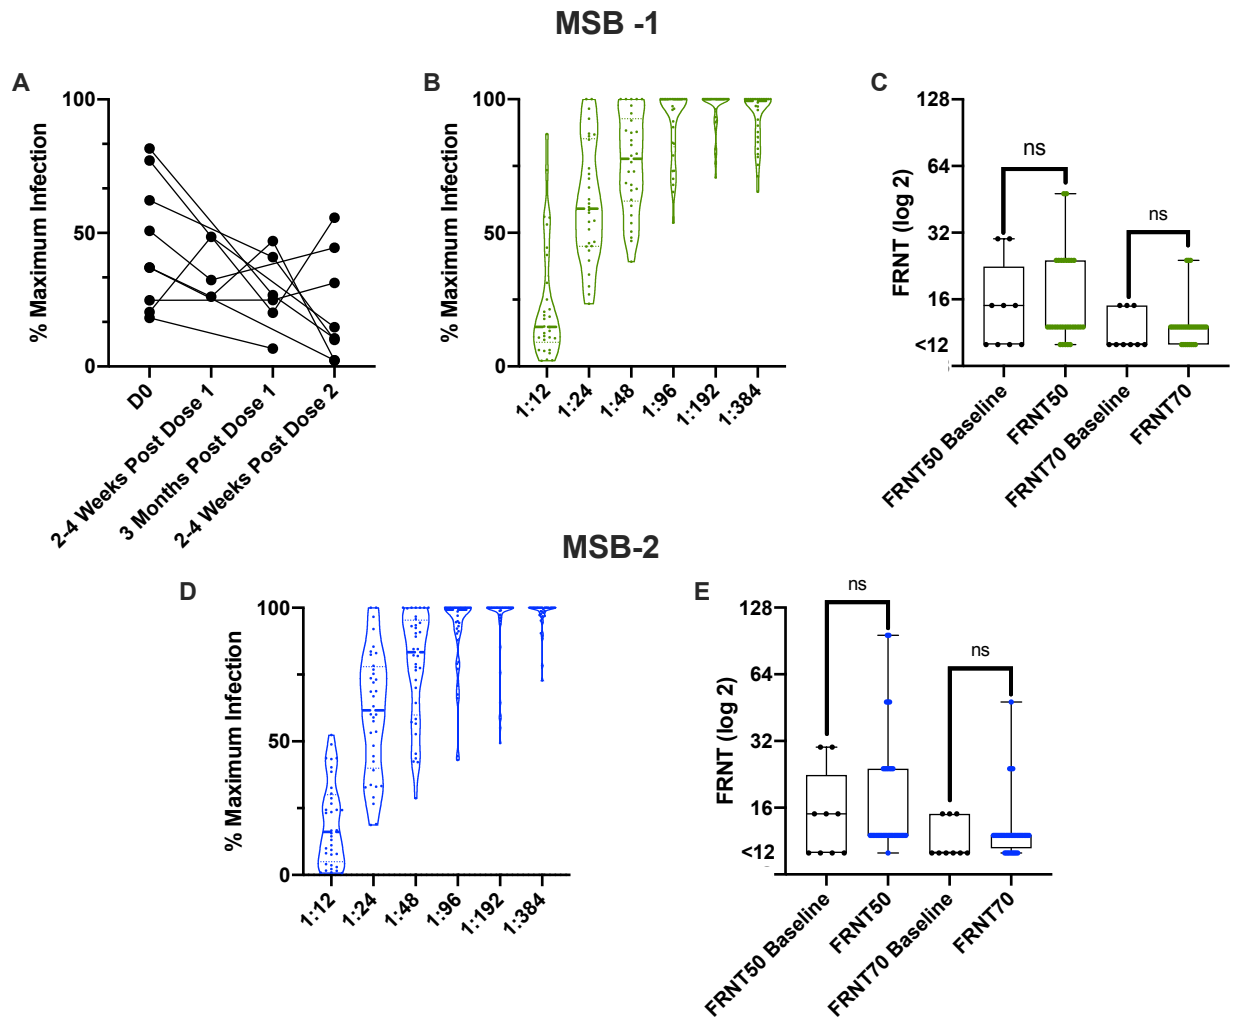 MSB -1
A
% Maximum Infection
100
50
0
D0
2-4 Weeks Post Dose 1
3 Months Post Dose 1
2-4 Weeks Post Dose 2
B
% Maximum Infection
100
50
0
1:12
1:24
1:48
1:96
1:192
1:384
C
FRNT (log 2)
128
64
32
16
<12
ns
ns
FRNT50 Baseline
FRNT50
FRNT70 Baseline
FRNT70
MSB-2
D
% Maximum Infection
100
50
0
1:12
1:24
1:48
1:96
1:192
1:384
E
FRNT (log 2)
128
64
32
16
<12
ns
ns
FRNT50 Baseline
FRNT50
FRNT70 Baseline
FRNT70